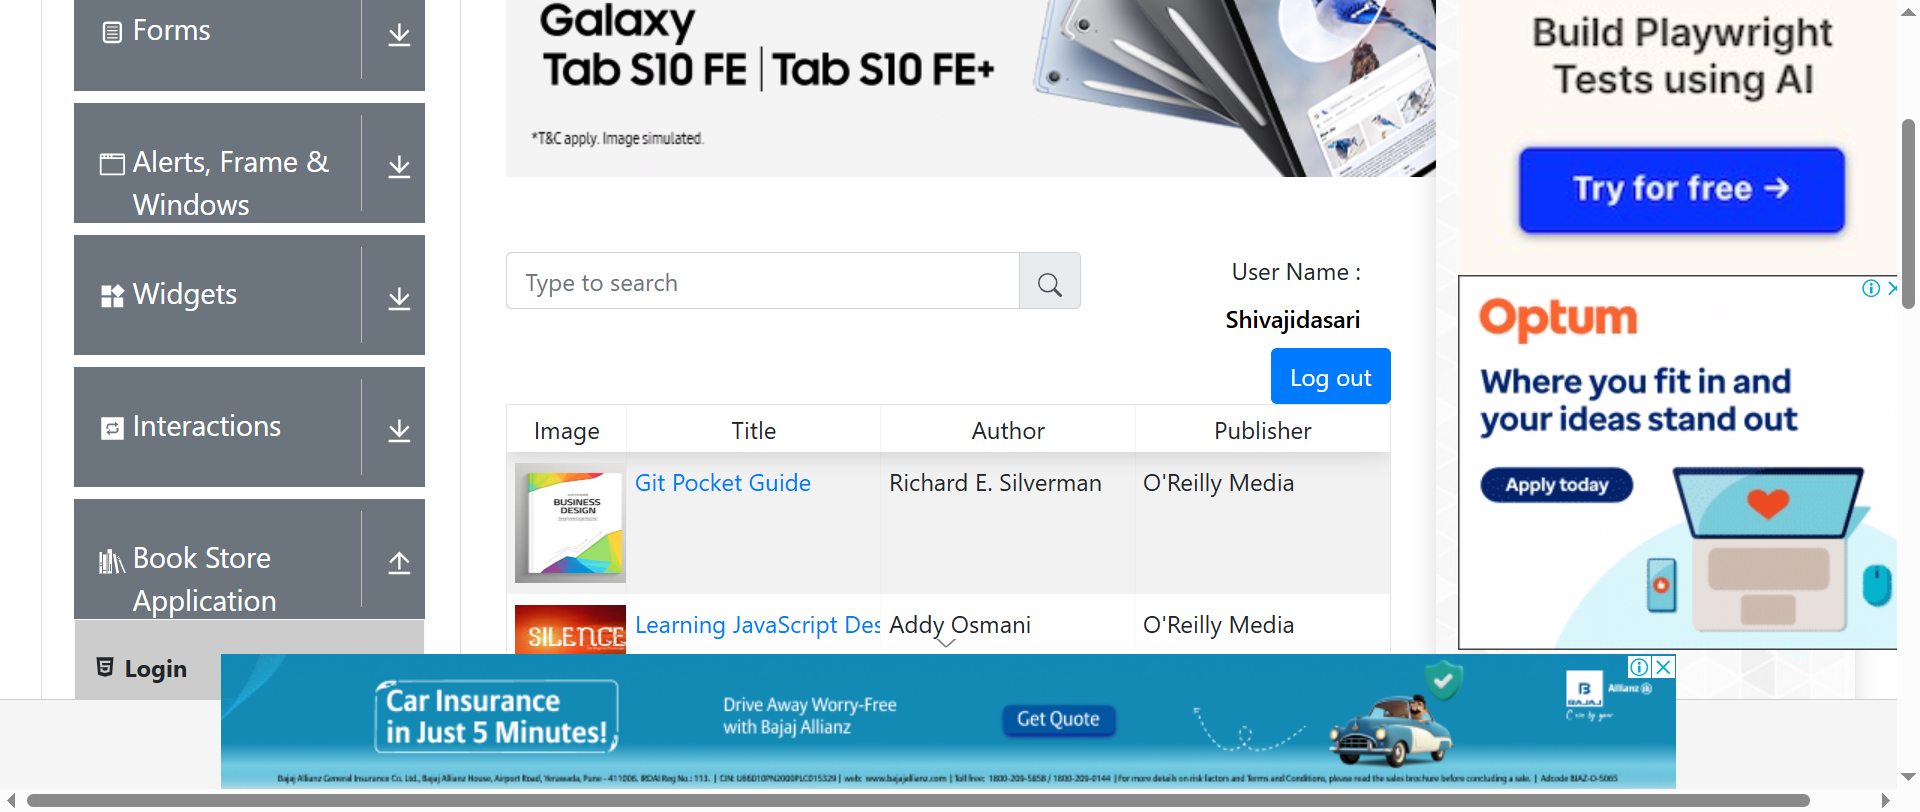 Forms
Alerts, Frame &
Windows
Widgets
Interactions
Book Store
Application
Login
Galaxy
Tab S10 FE | Tab S10 FE+
*T&C apply. Image simulated.
Type to search
User Name :
Shivajidasari
Log out
Image Title Author Publisher
BUSINESS
DESIGN
Git Pocket Guide Richard E. Silverman O'Reilly Media
SILENCE
Learning JavaScript Des Addy Osmani O'Reilly Media
Build Playwright
Tests using AI
Try for free →
Optum
Where you fit in and
your ideas stand out
Apply today
Car Insurance
in Just 5 Minutes!
Drive Away Worry-Free
with Bajaj Allianz
Get Quote
B
BAJAJ
Allianz
Bajaj Allianz General Insurance Co. Ltd., Bajaj Allianz House, Airport Road, Yerawada, Pune - 411006. IRDAI Reg No.: 113. | CIN: U66010PN2000PLC015329 | web: www.bajajallianz.com | Toll free: 1800-209-5858 / 1800-209-0144 | For more details on risk factors and Terms and Conditions, please read the sales brochure before concluding a sale. | Adcode BIAZ-O-5065